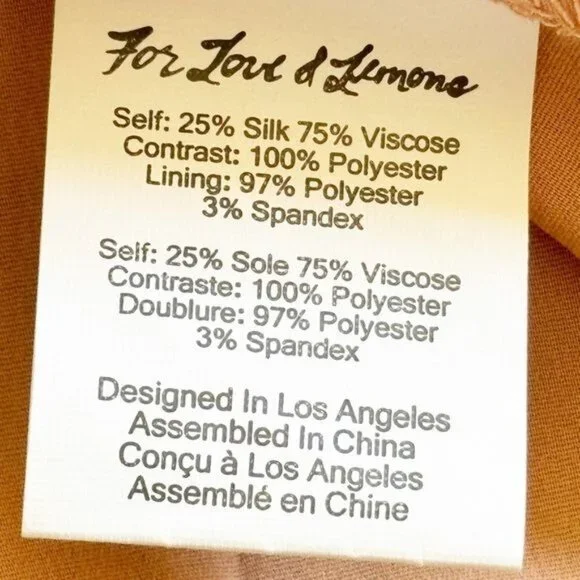 For Love & Lemons
Self: 25% Silk 75% Viscose
Contrast: 100% Polyester
Lining: 97% Polyester
3% Spandex
Self: 25% Sole 75% Viscose
Contraste: 100% Polyester
Doublure: 97% Polyester
3% Spandex
Designed In Los Angeles
Assembled In China
Conçu à Los Angeles
Assemblé en Chine